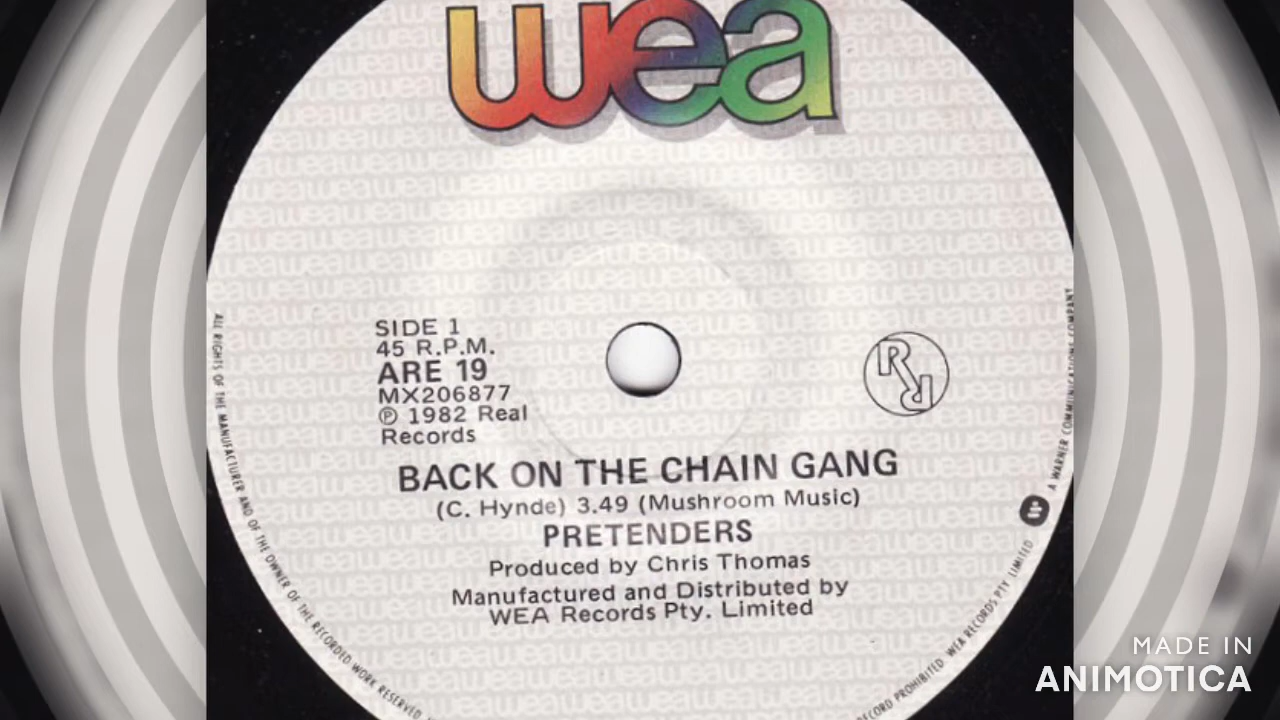 wea
SIDE 1
45 R.P.M.
ARE 19
MX206877
℗ 1982 Real
Records
BACK ON THE CHAIN GANG
(C. Hynde) 3.49 (Mushroom Music)
PRETENDERS
Produced by Chris Thomas
Manufactured and Distributed by
WEA Records Pty. Limited
ALL RIGHTS OF THE MANUFACTURER AND OF THE OWNER OF THE RECORDED WORK RESERVED
RECORD PROHIBITED. WEA RECORDS PTY. LIMITED
A WARNER COMMUNICATIONS COMPANY
MADE IN
ANIMOTICA